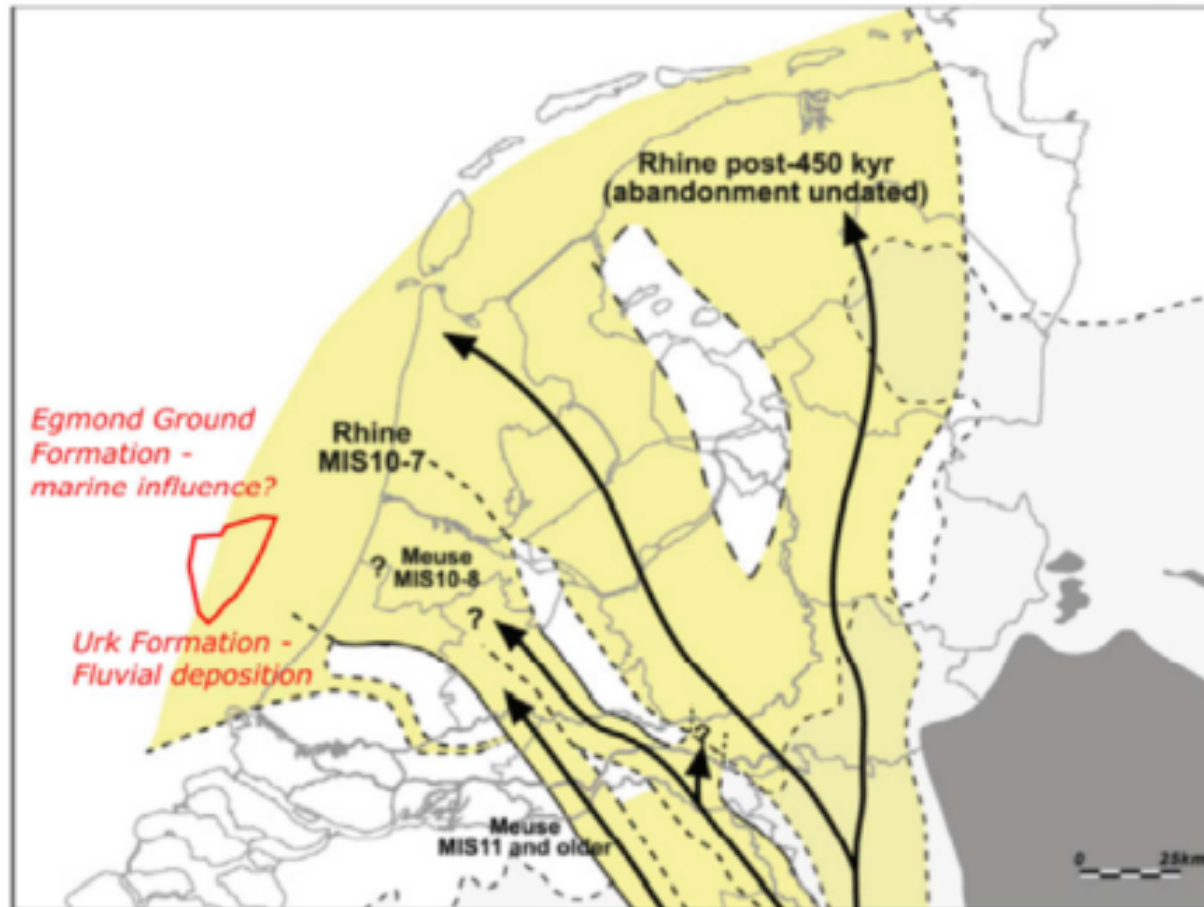 Rhine post-450 kyr
(abandonment undated)
Egmond Ground
Formation -
marine influence?
Rhine
MIS10-7
?
Meuse
MIS10-8
?
Urk Formation -
Fluvial deposition
?
Meuse
MIS11 and older
0 25km